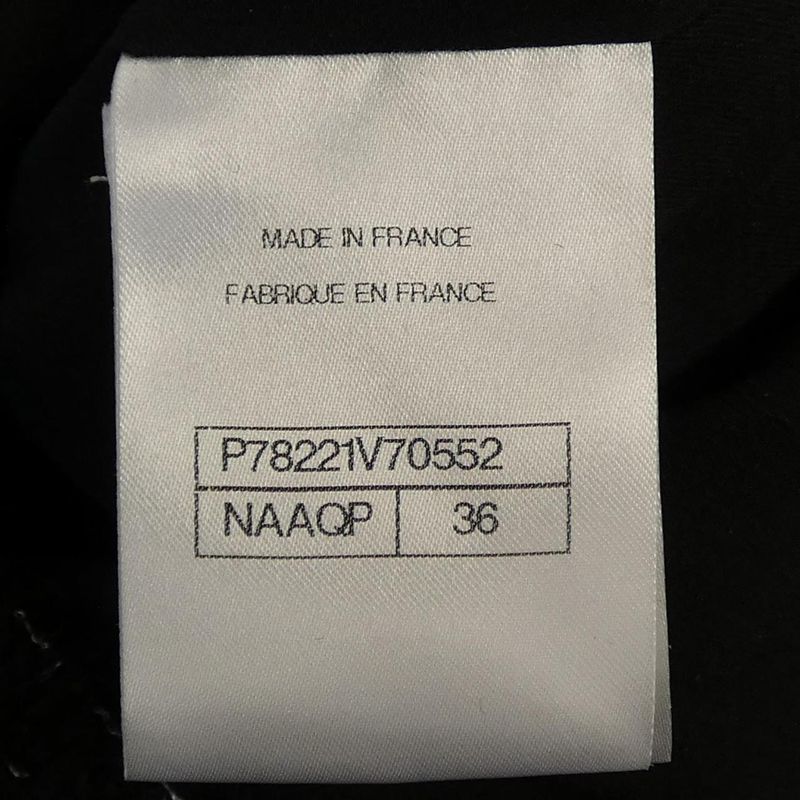 MADE IN FRANCE
FABRIQUE EN FRANCE
P78221V70552
NAAQP 36